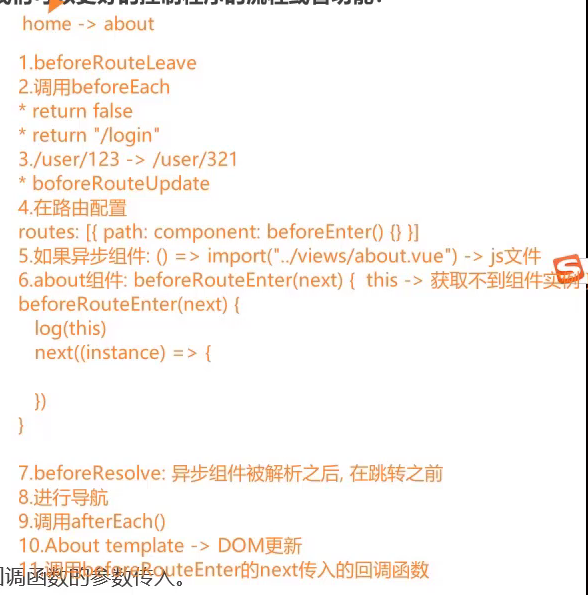 home -> about
1.beforeRouteLeave
2.调用beforeEach
* return false
* return "/login"
3./user/123 -> /user/321
* boforeRouteUpdate
4.在路由配置
routes: [{ path: component: beforeEnter() {} }]
5.如果异步组件: () => import("../views/about.vue") -> js文件
6.about组件: beforeRouteEnter(next) {  this -> 获取不到组件实例
beforeRouteEnter(next) {
log(this)
next((instance) => {
})
}
7.beforeResolve: 异步组件被解析之后, 在跳转之前
8.进行导航
9.调用afterEach()
10.About template -> DOM更新
11.调用beforeRouteEnter的next传入的回调函数
调函数的参数传入。